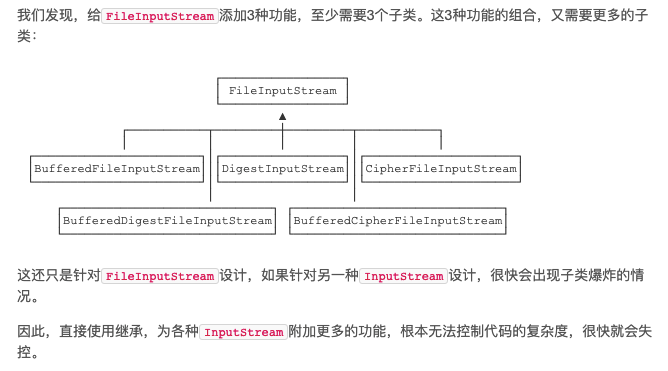 我们发现，给FileInputStream添加3种功能，至少需要3个子类。这3种功能的组合，又需要更多的子
类：
FileInputStream
BufferedFileInputStream DigestInputStream CipherFileInputStream
BufferedDigestFileInputStream BufferedCipherFileInputStream
这还只是针对FileInputStream设计，如果针对另一种InputStream设计，很快会出现子类爆炸的情
况。
因此，直接使用继承，为各种InputStream附加更多的功能，根本无法控制代码的复杂度，很快就会失
控。